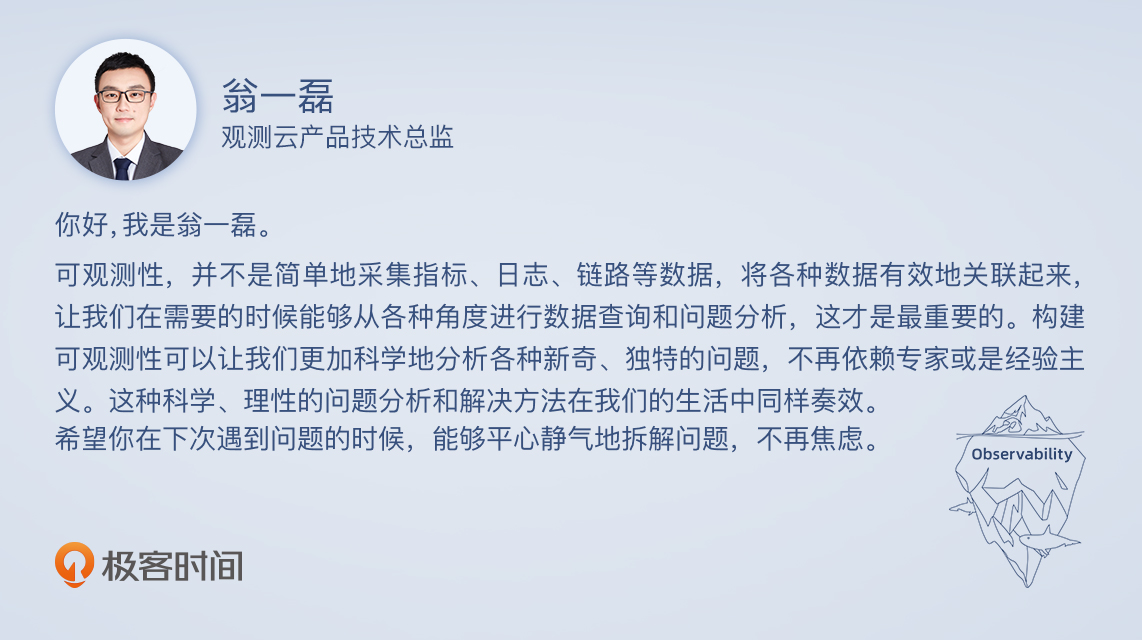 翁一磊
观测云产品技术总监
你好,我是翁一磊。
可观测性，并不是简单地采集指标、日志、链路等数据，将各种数据有效地关联起来，
让我们在需要的时候能够从各种角度进行数据查询和问题分析，这才是最重要的。构建
可观测性可以让我们更加科学地分析各种新奇、独特的问题，不再依赖专家或是经验主
义。这种科学、理性的问题分析和解决方法在我们的生活中同样奏效。
希望你在下次遇到问题的时候，能够平心静气地拆解问题，不再焦虑。
Observability
极客时间